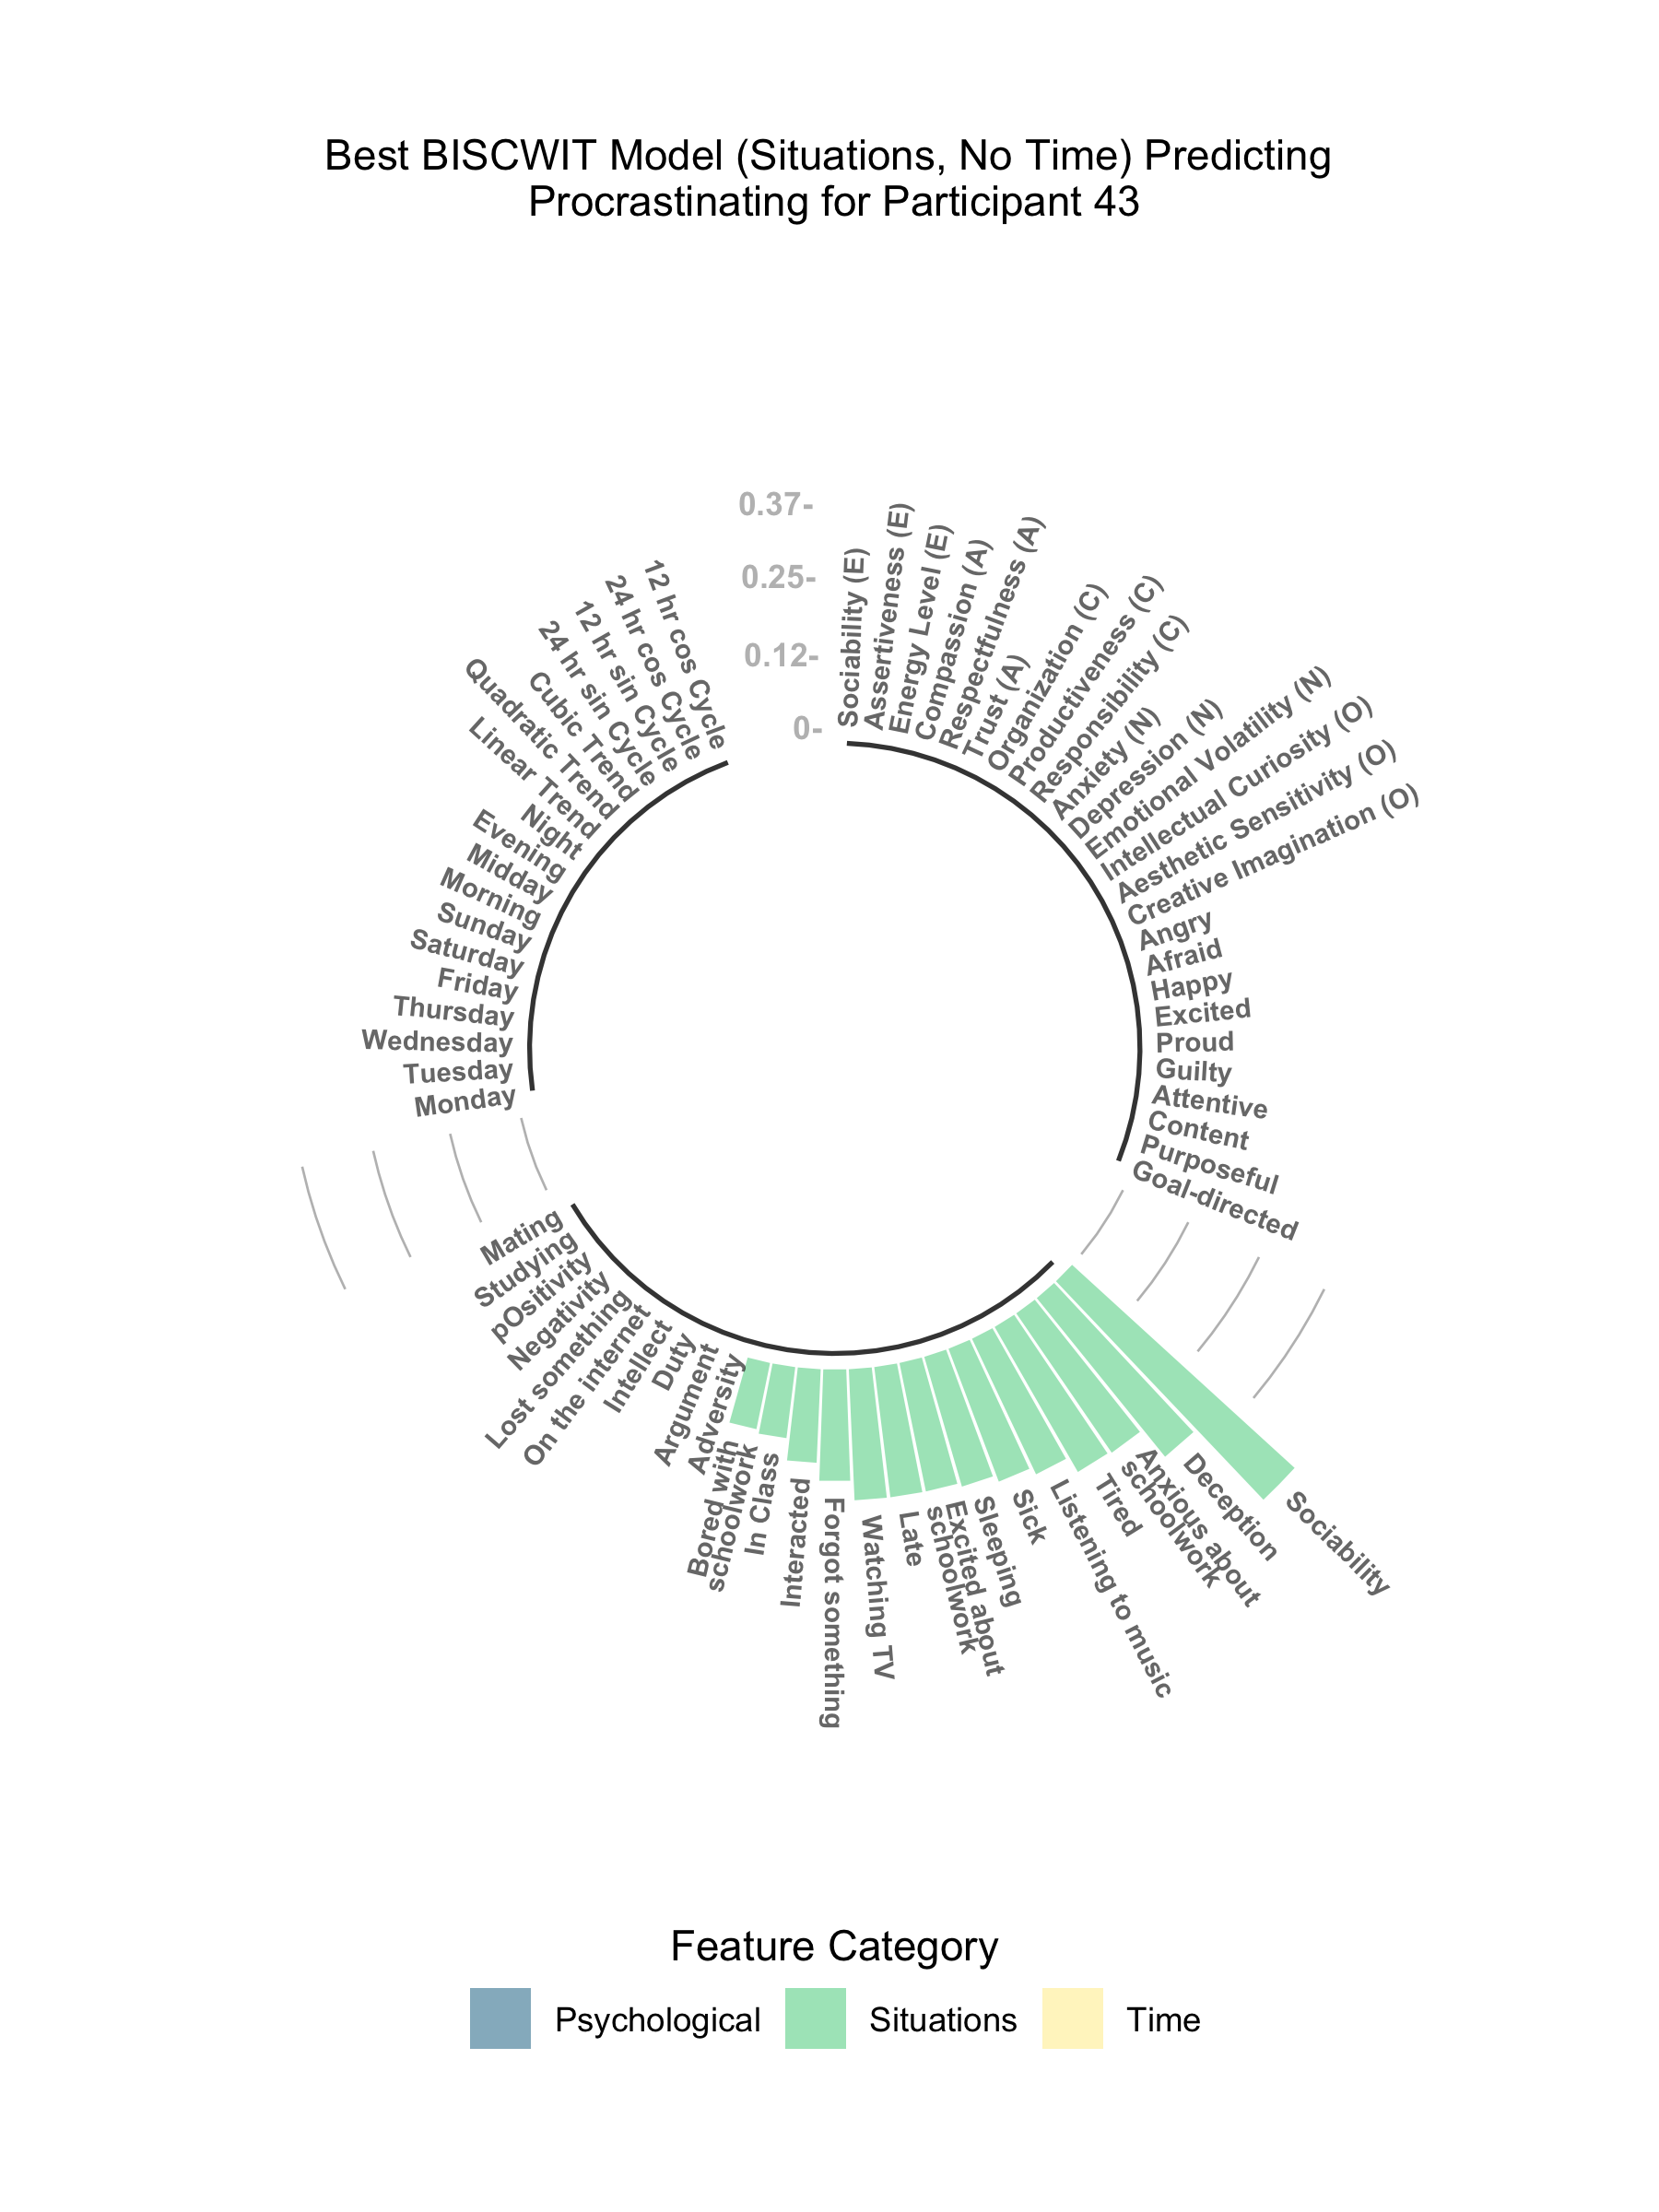 Best BISCWIT Model (Situations, No Time) Predicting
Procrastinating for Participant 43
0.37-
0.25-
0.12-
0-
Sociability (E)
Assertiveness (E)
Energy Level (E)
Compassion (A)
Respectfulness (A)
Trust (A)
Organization (C)
Productiveness (C)
Responsibility (C)
Anxiety (N)
Depression (N)
Emotional Volatility (N)
Intellectual Curiosity (O)
Aesthetic Sensitivity (O)
Creative Imagination (O)
Angry
Afraid
Happy
Excited
Proud
Guilty
Attentive
Content
Purposeful
Goal-directed
Sociability
Deception
Anxious about
schoolwork
Tired
Listening to music
Sick
Sleeping
Excited about
schoolwork
Late
Watching TV
Forgot something
Interacted
In Class
Bored with
schoolwork
Adversity
Argument
Duty
Intellect
On the internet
Lost something
Negativity
pOsitivity
Studying
Mating
Monday
Tuesday
Wednesday
Thursday
Friday
Saturday
Sunday
Morning
Midday
Evening
Night
Linear Trend
Quadratic Trend
Cubic Trend
24 hr sin Cycle
12 hr sin Cycle
24 hr cos Cycle
12 hr cos Cycle
Feature Category
Psychological
Situations
Time